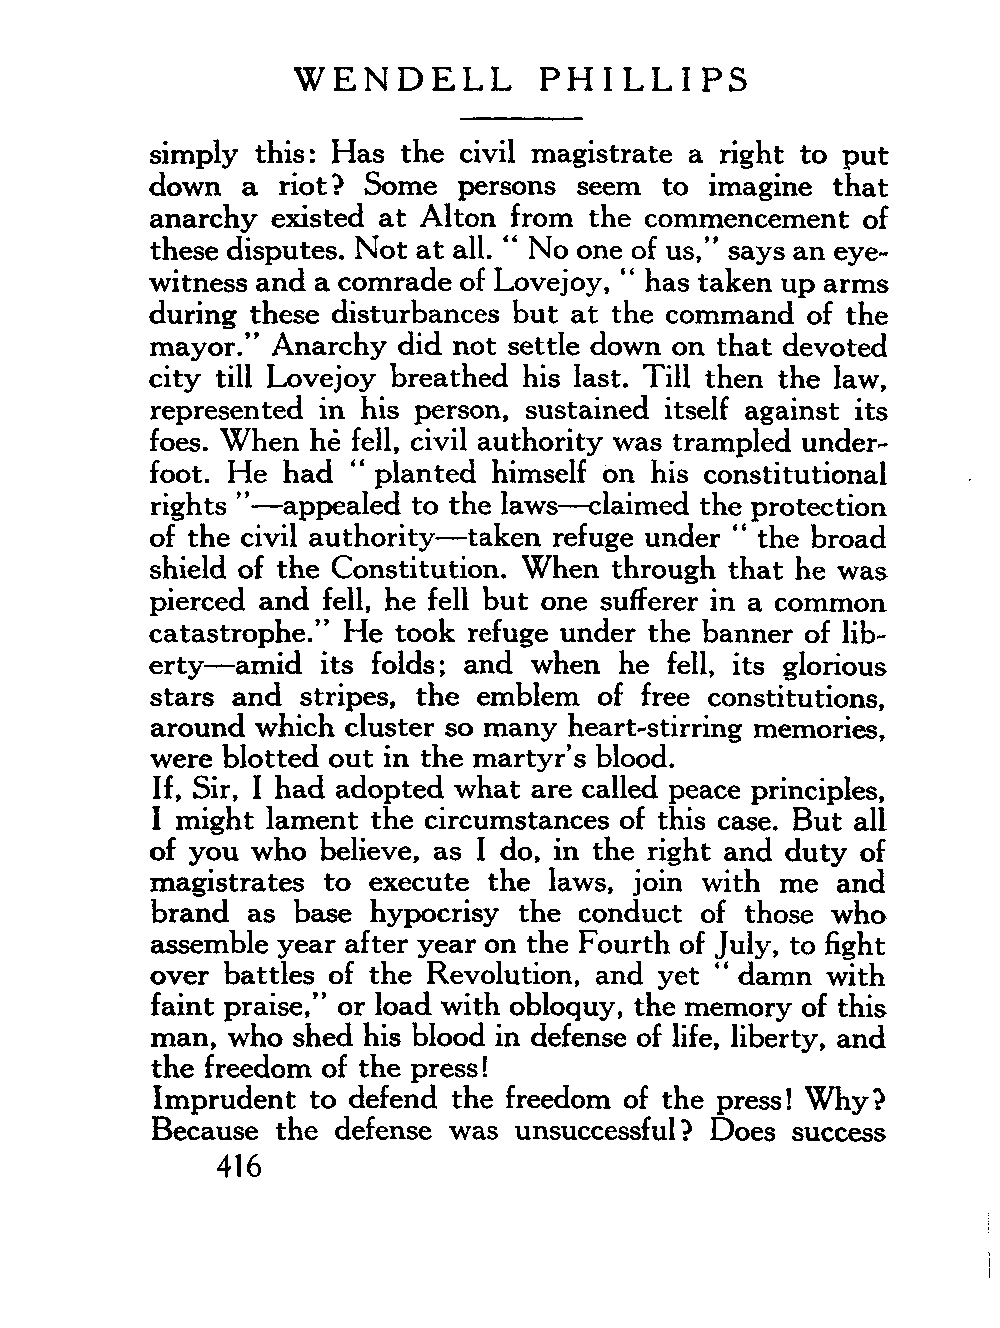 WENDELL PHILLIPS
simply this: Has the civil magistrate a right to put
down a riot? Some persons seem to imagine that
anarchy existed at Alton from the commencement of
these disputes. Not at all. “ No one of us,” says an eye-
witness and a comrade of Lovejoy, “ has taken up arms
during these disturbances but at the command of the
mayor.” Anarchy did not settle down on that devoted
city till Lovejoy breathed his last. Till then the law,
represented in his person, sustained itself against its
foes. When he fell, civil authority was trampled under-
foot. He had “ planted himself on his constitutional
rights ”—appealed to the laws—claimed the protection
of the civil authority—taken refuge under “ the broad
shield of the Constitution. When through that he was
pierced and fell, he fell but one sufferer in a common
catastrophe.” He took refuge under the banner of lib-
erty—amid its folds; and when he fell, its glorious
stars and stripes, the emblem of free constitutions,
around which cluster so many heart-stirring memories,
were blotted out in the martyr’s blood.
If, Sir, I had adopted what are called peace principles,
I might lament the circumstances of this case. But all
of you who believe, as I do, in the right and duty of
magistrates to execute the laws, join with me and
brand as base hypocrisy the conduct of those who
assemble year after year on the Fourth of July, to fight
over battles of the Revolution, and yet “ damn with
faint praise,” or load with obloquy, the memory of this
man, who shed his blood in defense of life, liberty, and
the freedom of the press!
Imprudent to defend the freedom of the press! Why?
Because the defense was unsuccessful? Does success
416